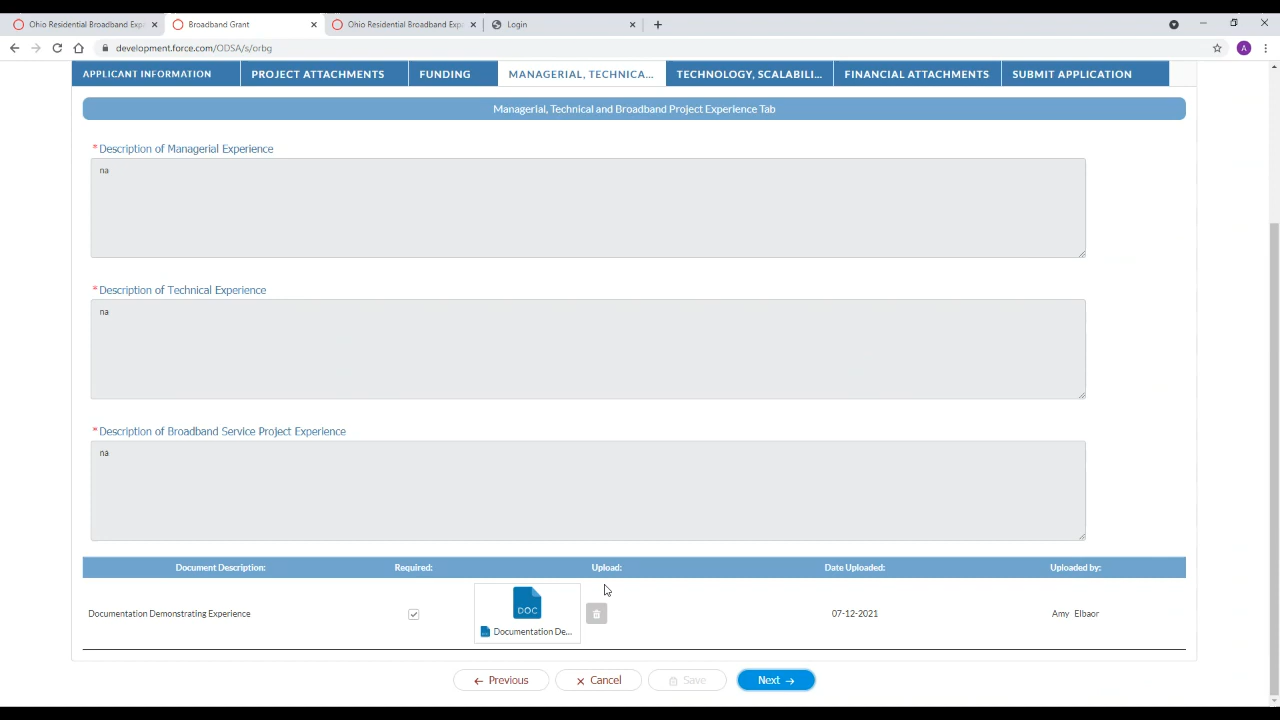 Ohio Residential Broadband Exp
Broadband Grant
Ohio Residential Broadband Exp
Login
development.force.com/ODSA/s/orbg
A
APPLICANT INFORMATION
PROJECT ATTACHMENTS
FUNDING
MANAGERIAL, TECHNICA...
TECHNOLOGY, SCALABILI...
FINANCIAL ATTACHMENTS
SUBMIT APPLICATION
Managerial, Technical and Broadband Project Experience Tab
*Description of Managerial Experience
na
*Description of Technical Experience
na
*Description of Broadband Service Project Experience
na
Document Description: Required: Upload: Date Uploaded: Uploaded by:
DOC
Documentation Demonstrating Experience 07-12-2021 Amy Elbaor
Documentation De...
Previous Cancel Save Next